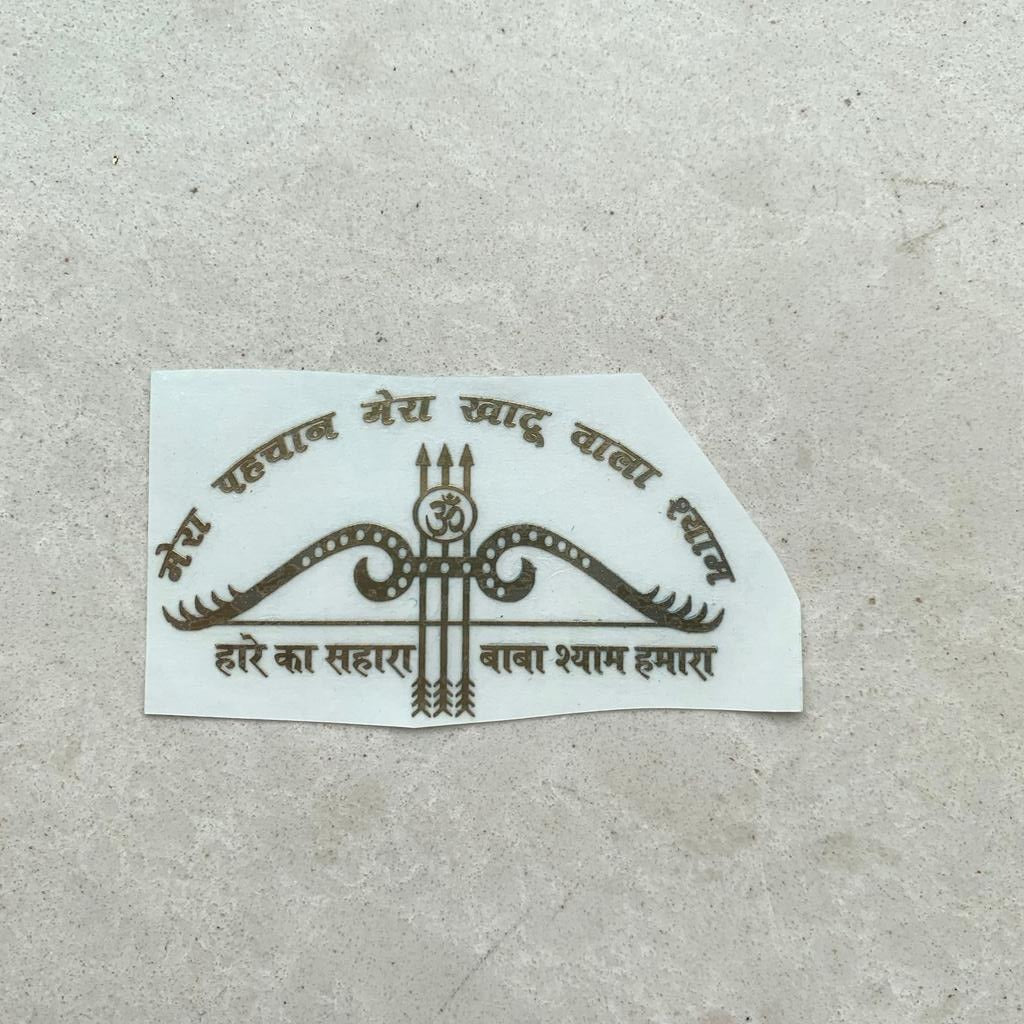 मेरा पहचान मेरा खाटू वाला श्याम
ॐ
हारे का सहारा बाबा श्याम हमारा